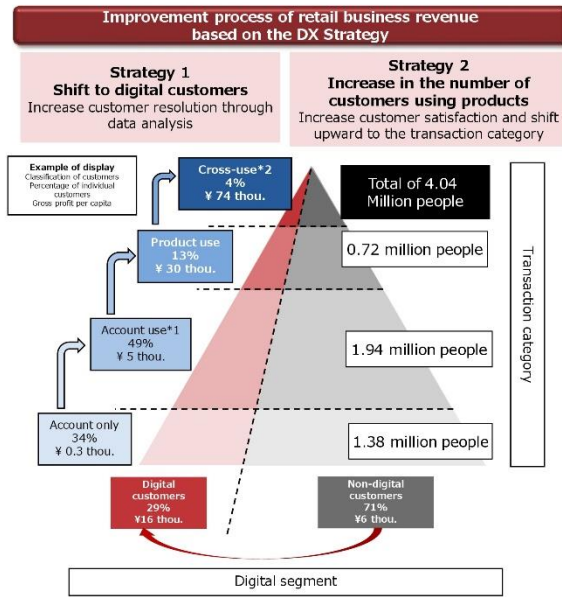 Improvement process of retail business revenue
based on the DX Strategy
Strategy 1
Shift to digital customers
Increase customer resolution through
data analysis
Strategy 2
Increase in the number of
customers using products
Increase customer satisfaction and shift
upward to the transaction category
Example of display
Classification of customers
Percentage of individual
customers
Gross profit per capita
Cross-use*2
4%
¥ 74 thou.
Total of 4.04
Million people
Product use
13%
¥ 30 thou.
0.72 million people
Account use*1
49%
¥ 5 thou.
1.94 million people
Account only
34%
¥ 0.3 thou.
1.38 million people
Transaction category
Digital
customers
29%
¥16 thou.
Non-digital
customers
71%
¥6 thou.
Digital segment